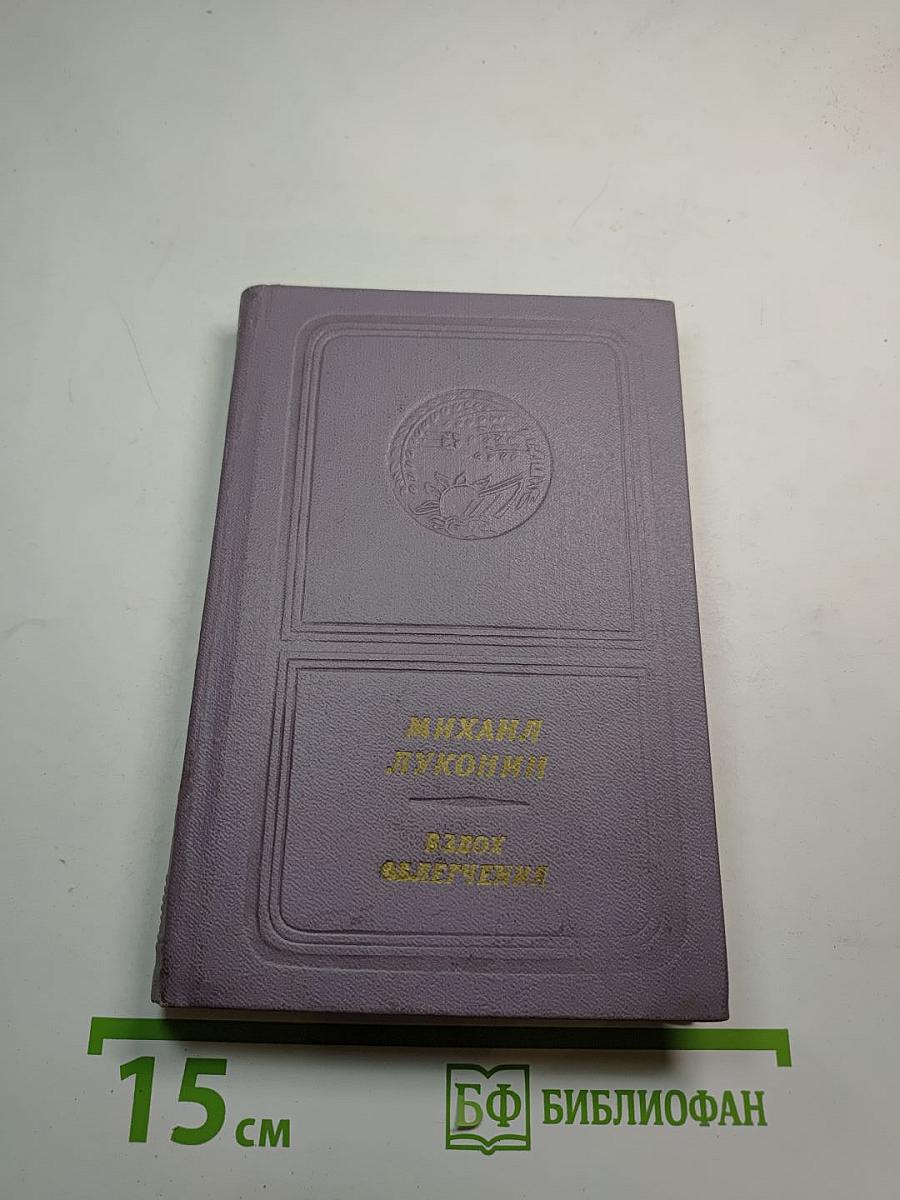 МИХАИЛ
ЛУКОНИН
ВЗДОХ
ОБЛЕГЧЕНИЯ
15 см
БФ БИБЛИОФАН